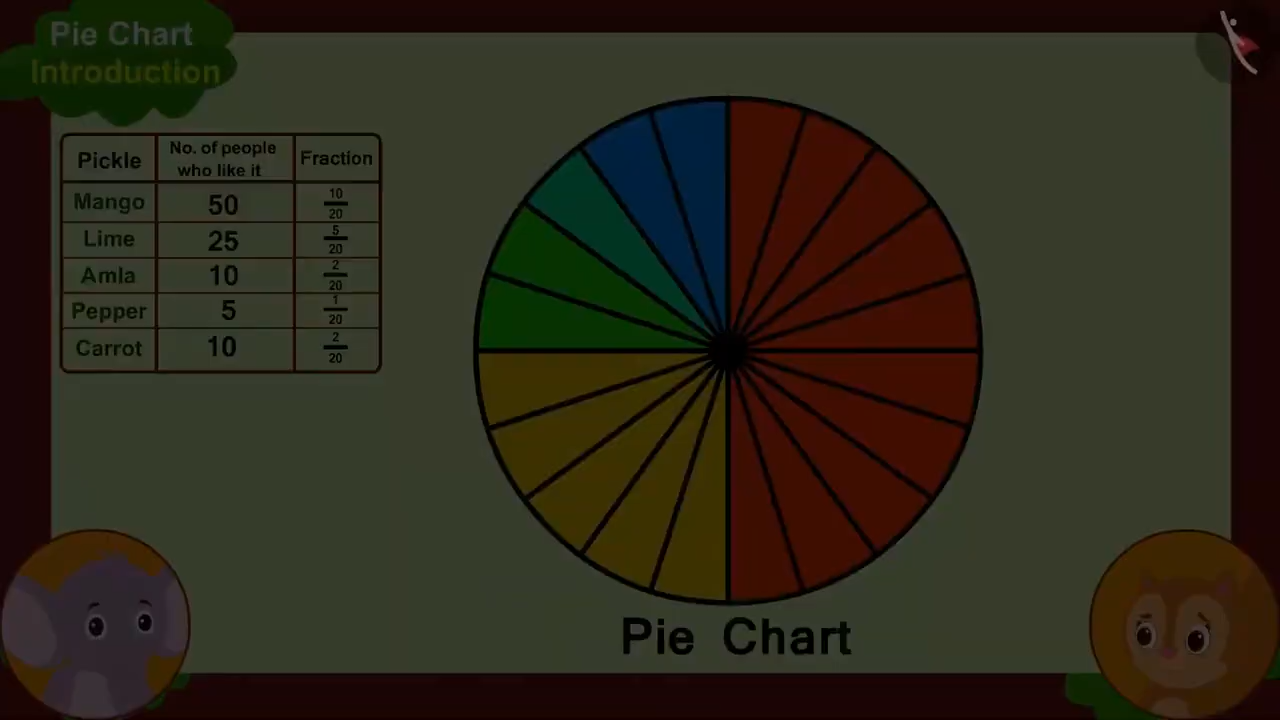 Pie Chart
Introduction
Pickle No. of people who like it Fraction
Mango 50 10/20
Lime 25 5/20
Amla 10 2/20
Pepper 5 1/20
Carrot 10 2/20
Pie Chart